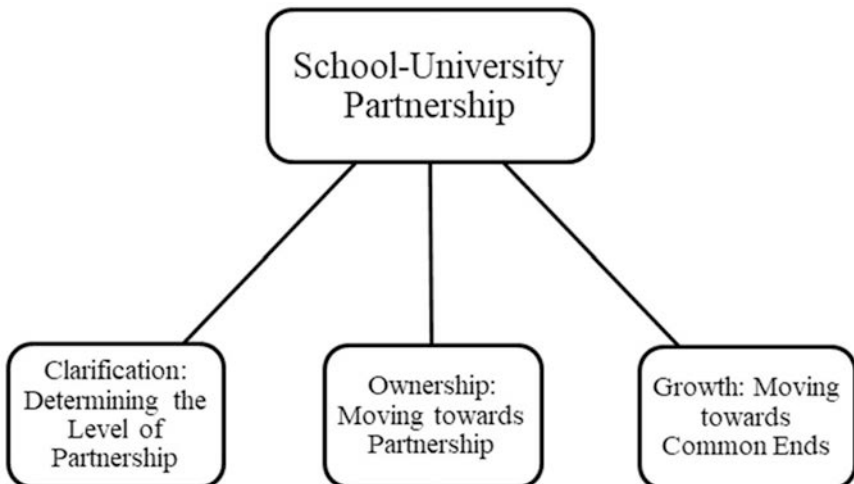 School-University
Partnership
Clarification:
Determining the
Level of
Partnership
Ownership:
Moving towards
Partnership
Growth: Moving
towards
Common Ends